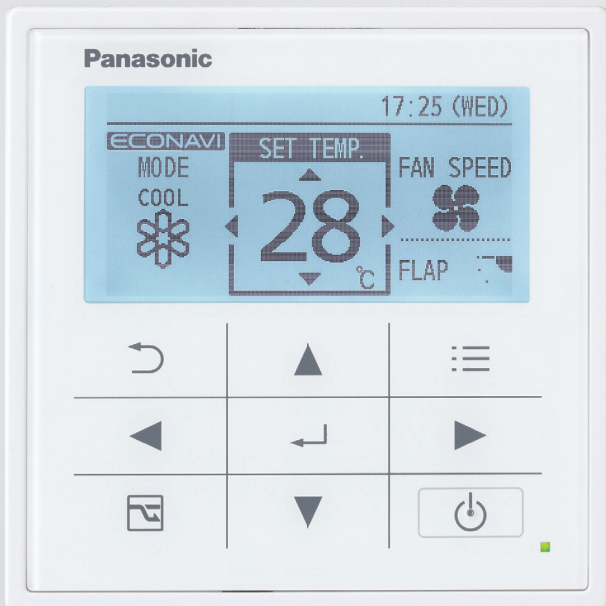 Panasonic
17:25 (WED)
ECONAVI
MODE
COOL
SET TEMP.
28
°C
FAN SPEED
FLAP